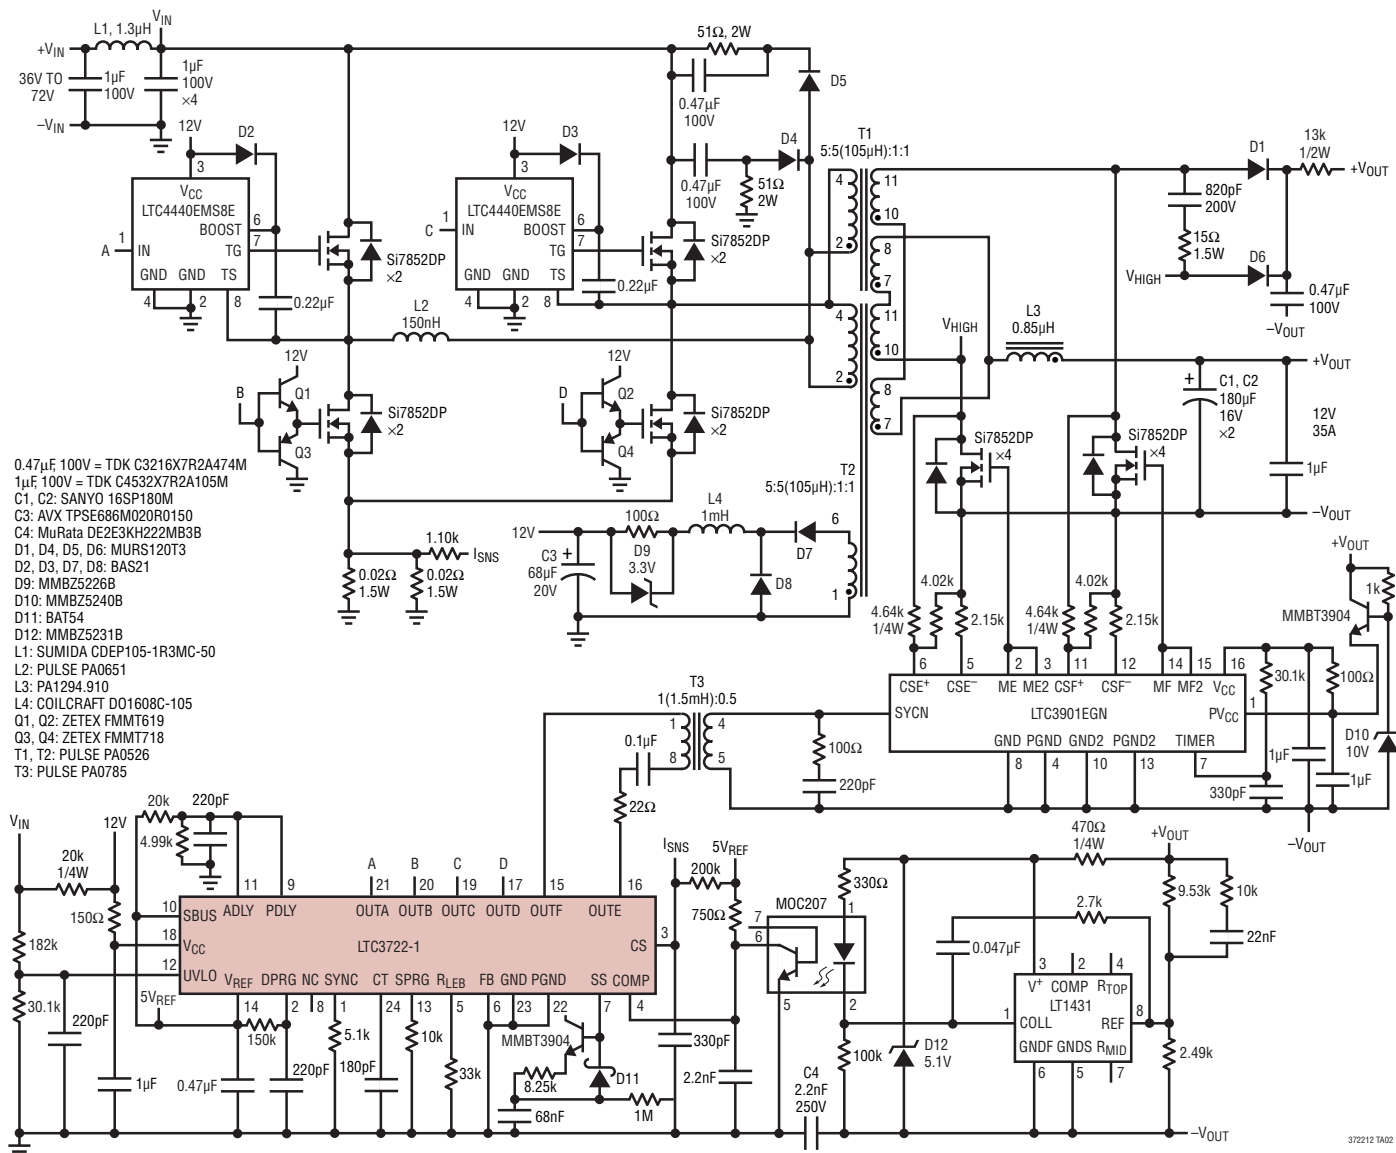 V_IN
L1, 1.3µH
+V_IN
36V TO
72V
1µF
100V
1µF
100V
×4
–V_IN
51Ω, 2W
0.47µF
100V
D5
12V
D2
3
V_CC
LTC4440EMS8E
BOOST
6
A
1
IN
TG
7
GND
GND
TS
4
2
8
0.22µF
Si7852DP
×2
12V
D3
3
V_CC
LTC4440EMS8E
BOOST
6
C
1
IN
TG
7
GND
GND
TS
4
2
8
0.22µF
Si7852DP
×2
0.47µF
100V
D4
51Ω
2W
L2
150nH
T1
5:5(105µH):1:1
4
2
11
10
8
7
4
2
11
10
8
7
D1
13k
1/2W
+V_OUT
820pF
200V
15Ω
1.5W
V_HIGH
D6
0.47µF
100V
–V_OUT
V_HIGH
L3
0.85µH
+V_OUT
C1, C2
180µF
16V
×2
12V
35A
1µF
–V_OUT
Si7852DP
×4
Si7852DP
×4
12V
B
Q1
Q3
Si7852DP
×2
12V
D
Q2
Q4
Si7852DP
×2
T2
5:5(105µH):1:1
1.10k
I_SNS
0.02Ω
1.5W
0.02Ω
1.5W
12V
C3
68µF
20V
100Ω
D9
3.3V
L4
1mH
D7
D8
6
1
0.47µF, 100V = TDK C3216X7R2A474M
1µF, 100V = TDK C4532X7R2A105M
C1, C2: SANYO 16SP180M
C3: AVX TPSE686M020R0150
C4: MuRata DE2E3KH222MB3B
D1, D4, D5, D6: MURS120T3
D2, D3, D7, D8: BAS21
D9: MMBZ5226B
D10: MMBZ5240B
D11: BAT54
D12: MMBZ5231B
L1: SUMIDA CDEP105-1R3MC-50
L2: PULSE PA0651
L3: PA1294.910
L4: COILCRAFT DO1608C-105
Q1, Q2: ZETEX FMMT619
Q3, Q4: ZETEX FMMT718
T1, T2: PULSE PA0526
T3: PULSE PA0785
4.64k
1/4W
4.02k
2.15k
4.64k
1/4W
4.02k
2.15k
+V_OUT
1k
MMBT3904
6
5
2
3
11
12
14
15
16
30.1k
100Ω
CSE+
CSE–
ME
ME2
CSF+
CSF–
MF
MF2
V_CC
SYCN
LTC3901EGN
PV_CC
1
GND
PGND
GND2
PGND2
TIMER
8
4
10
13
7
330pF
1µF
1µF
D10
10V
–V_OUT
T3
1(1.5mH):0.5
1
8
4
5
0.1µF
22Ω
100Ω
220pF
V_IN
20k
1/4W
12V
150Ω
182k
30.1k
220pF
1µF
20k
4.99k
220pF
A
B
C
D
11
9
21
20
19
17
15
16
10
SBUS
ADLY
PDLY
OUTA
OUTB
OUTC
OUTD
OUTF
OUTE
18
V_CC
LTC3722-1
CS
3
12
UVLO
V_REF
DPRG
NC
SYNC
CT
SPRG
R_LEB
FB
GND
PGND
SS
COMP
5V_REF
14
2
8
1
24
13
5
6
23
22
7
4
150k
0.47µF
220pF
5.1k
180pF
10k
33k
MMBT3904
8.25k
68nF
D11
1M
I_SNS
200k
5V_REF
750Ω
330pF
2.2nF
MOC207
7
6
5
1
2
330Ω
100k
C4
2.2nF
250V
D12
5.1V
470Ω
1/4W
+V_OUT
9.53k
10k
22nF
2.7k
0.047µF
3
2
4
V+
COMP
R_TOP
LT1431
1
COLL
REF
8
GNDF
GNDS
R_MID
6
5
7
2.49k
–V_OUT
372212 TA02